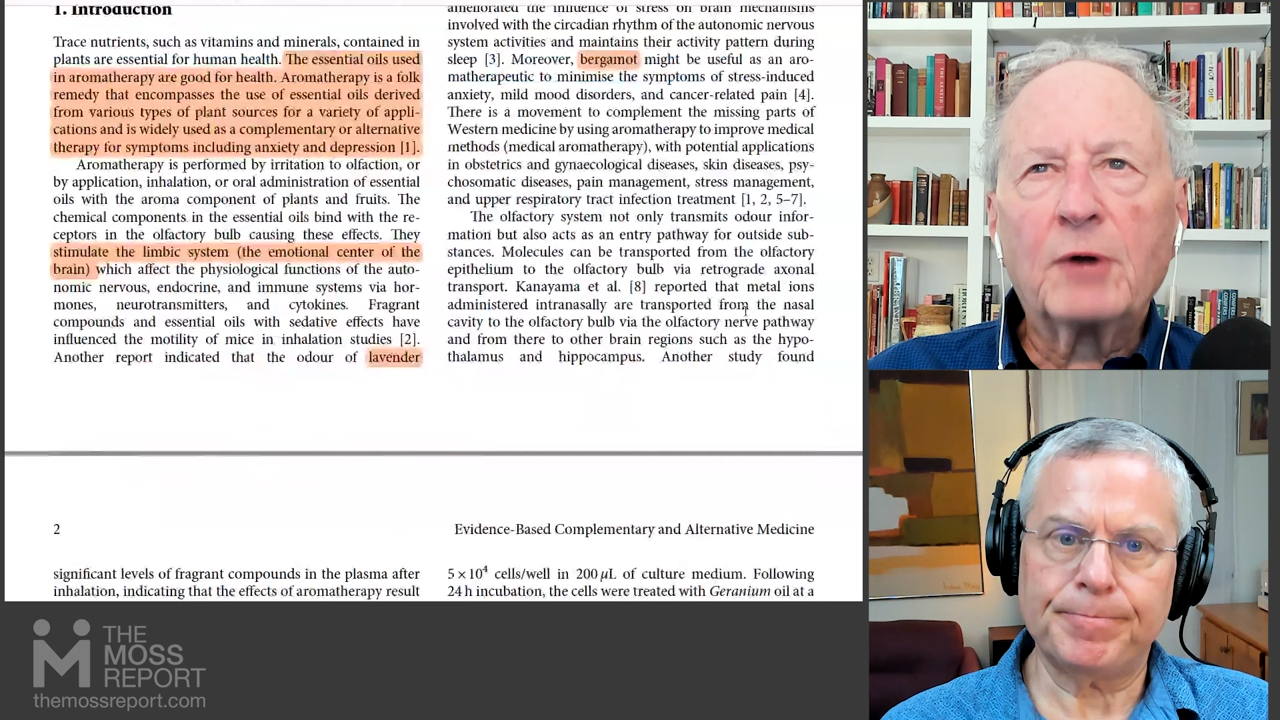 1. Introduction
Trace nutrients, such as vitamins and minerals, contained in
plants are essential for human health. The essential oils used
in aromatherapy are good for health. Aromatherapy is a folk
remedy that encompasses the use of essential oils derived
from various types of plant sources for a variety of appli-
cations and is widely used as a complementary or alternative
therapy for symptoms including anxiety and depression [1].
Aromatherapy is performed by irritation to olfaction, or
by application, inhalation, or oral administration of essential
oils with the aroma component of plants and fruits. The
chemical components in the essential oils bind with the re-
ceptors in the olfactory bulb causing these effects. They
stimulate the limbic system (the emotional center of the
brain) which affect the physiological functions of the auto-
nomic nervous, endocrine, and immune systems via hor-
mones, neurotransmitters, and cytokines. Fragrant
compounds and essential oils with sedative effects have
influenced the motility of mice in inhalation studies [2].
Another report indicated that the odour of lavender
ameliorated the influence of stress on brain mechanisms
involved with the circadian rhythm of the autonomic nervous
system activities and maintains their activity pattern during
sleep [3]. Moreover, bergamot might be useful as an aro-
matherapeutic to minimise the symptoms of stress-induced
anxiety, mild mood disorders, and cancer-related pain [4].
There is a movement to complement the missing parts of
Western medicine by using aromatherapy to improve medical
methods (medical aromatherapy), with potential applications
in obstetrics and gynaecological diseases, skin diseases, psy-
chosomatic diseases, pain management, stress management,
and upper respiratory tract infection treatment [1, 2, 5–7].
The olfactory system not only transmits odour infor-
mation but also acts as an entry pathway for outside sub-
stances. Molecules can be transported from the olfactory
epithelium to the olfactory bulb via retrograde axonal
transport. Kanayama et al. [8] reported that metal ions
administered intranasally are transported from the nasal
cavity to the olfactory bulb via the olfactory nerve pathway
and from there to other brain regions such as the hypo-
thalamus and hippocampus. Another study found
2
Evidence-Based Complementary and Alternative Medicine
significant levels of fragrant compounds in the plasma after
inhalation, indicating that the effects of aromatherapy result
5 × 10⁴ cells/well in 200 μL of culture medium. Following
24 h incubation, the cells were treated with Geranium oil at a
THE
MOSS
REPORT
themossreport.com